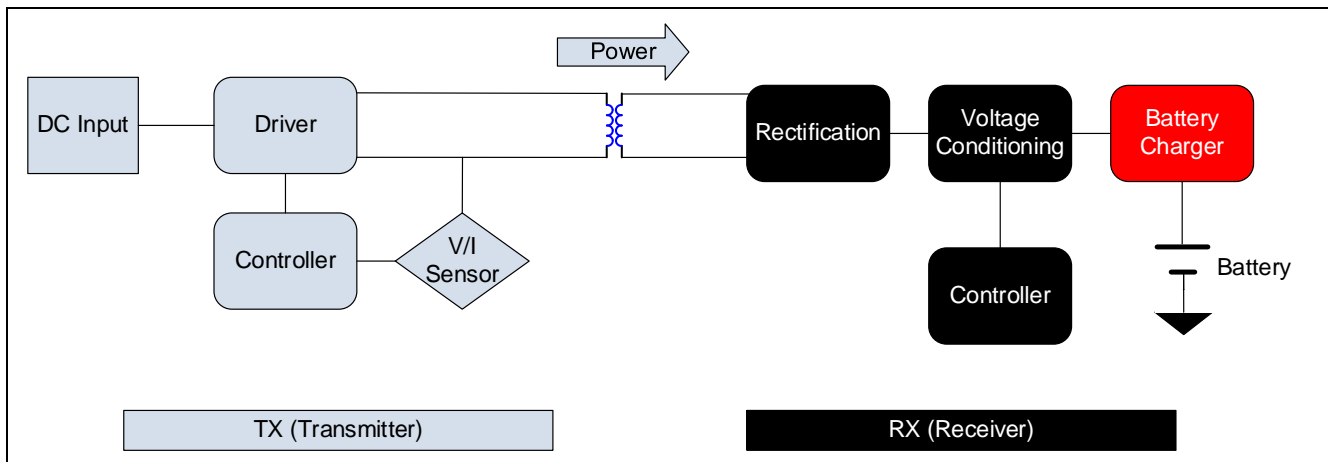 Power
DC Input
Driver
Rectification
Voltage
Conditioning
Battery
Charger
Controller
V/I
Sensor
Controller
Battery
TX (Transmitter)
RX (Receiver)